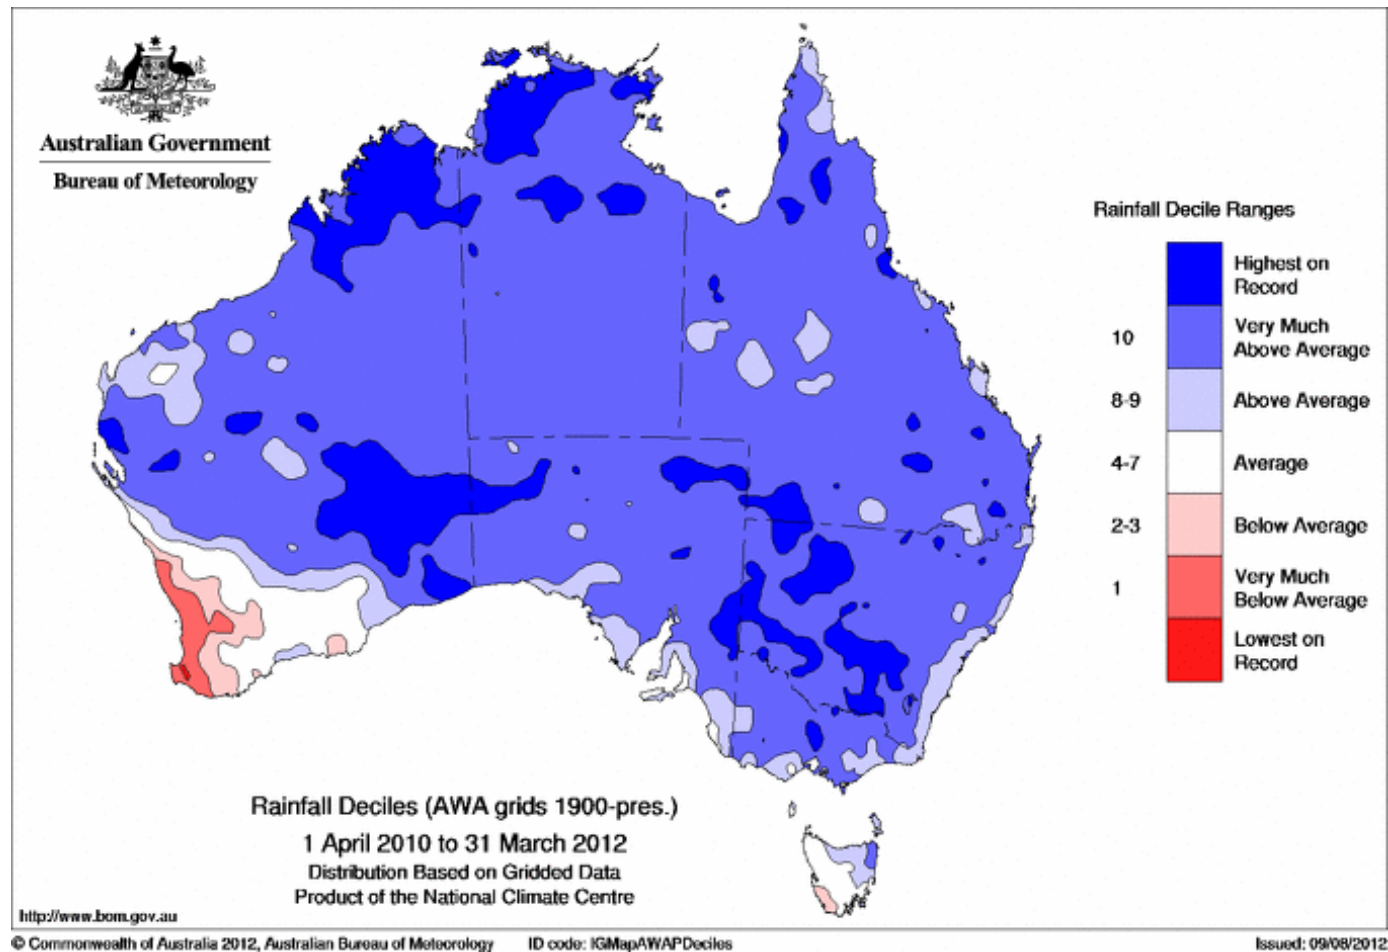 Australian Government
Bureau of Meteorology
Rainfall Decile Ranges
Highest on
Record
10
Very Much
Above Average
8-9
Above Average
4-7
Average
2-3
Below Average
1
Very Much
Below Average
Lowest on
Record
Rainfall Deciles (AWA grids 1900-pres.)
1 April 2010 to 31 March 2012
Distribution Based on Gridded Data
Product of the National Climate Centre
http://www.bom.gov.au
© Commonwealth of Australia 2012, Australian Bureau of Meteorology ID code: IGMapAWAPDeciles Issued: 09/08/2012